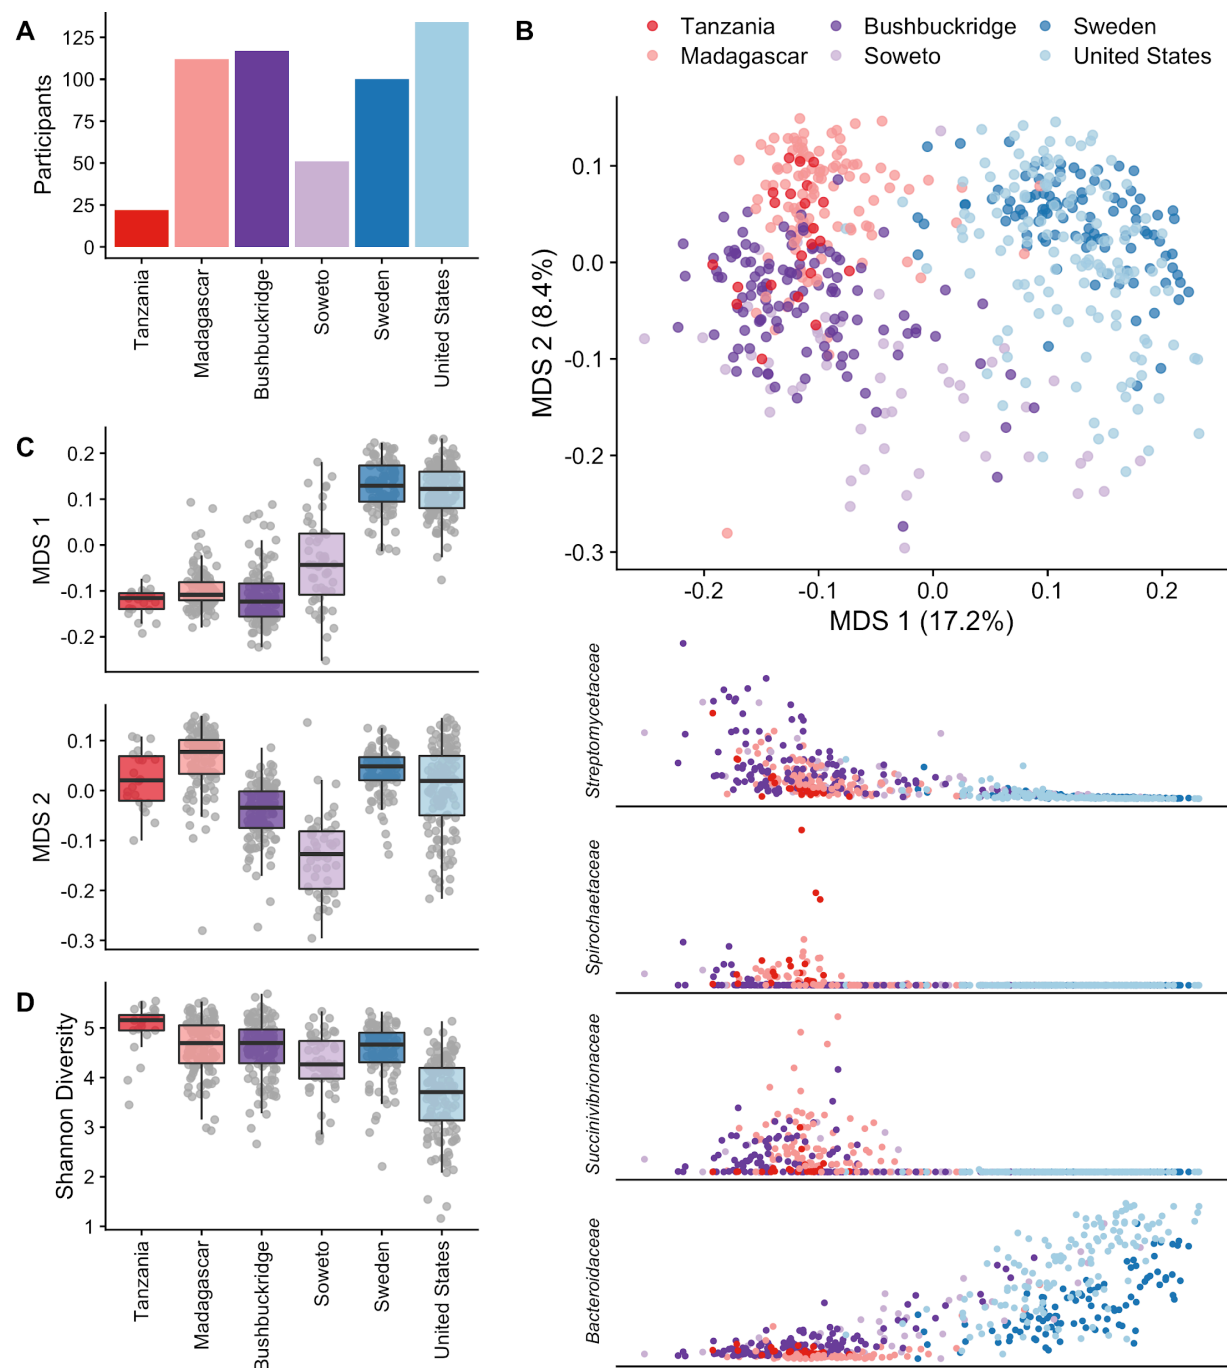 A
Participants
125
100
75
50
25
0
Tanzania
Madagascar
Bushbuckridge
Soweto
Sweden
United States
B
Tanzania
Bushbuckridge
Sweden
Madagascar
Soweto
United States
MDS 2 (8.4%)
0.1
0.0
-0.1
-0.2
-0.3
-0.2
-0.1
0.0
0.1
0.2
MDS 1 (17.2%)
Streptomycetaceae
Spirochaetaceae
Succinivibrionaceae
Bacteroidaceae
C
MDS 1
0.2
0.1
0.0
-0.1
-0.2
MDS 2
0.1
0.0
-0.1
-0.2
-0.3
D
Shannon Diversity
5
4
3
2
1
Tanzania
Madagascar
Bushbuckridge
Soweto
Sweden
United States